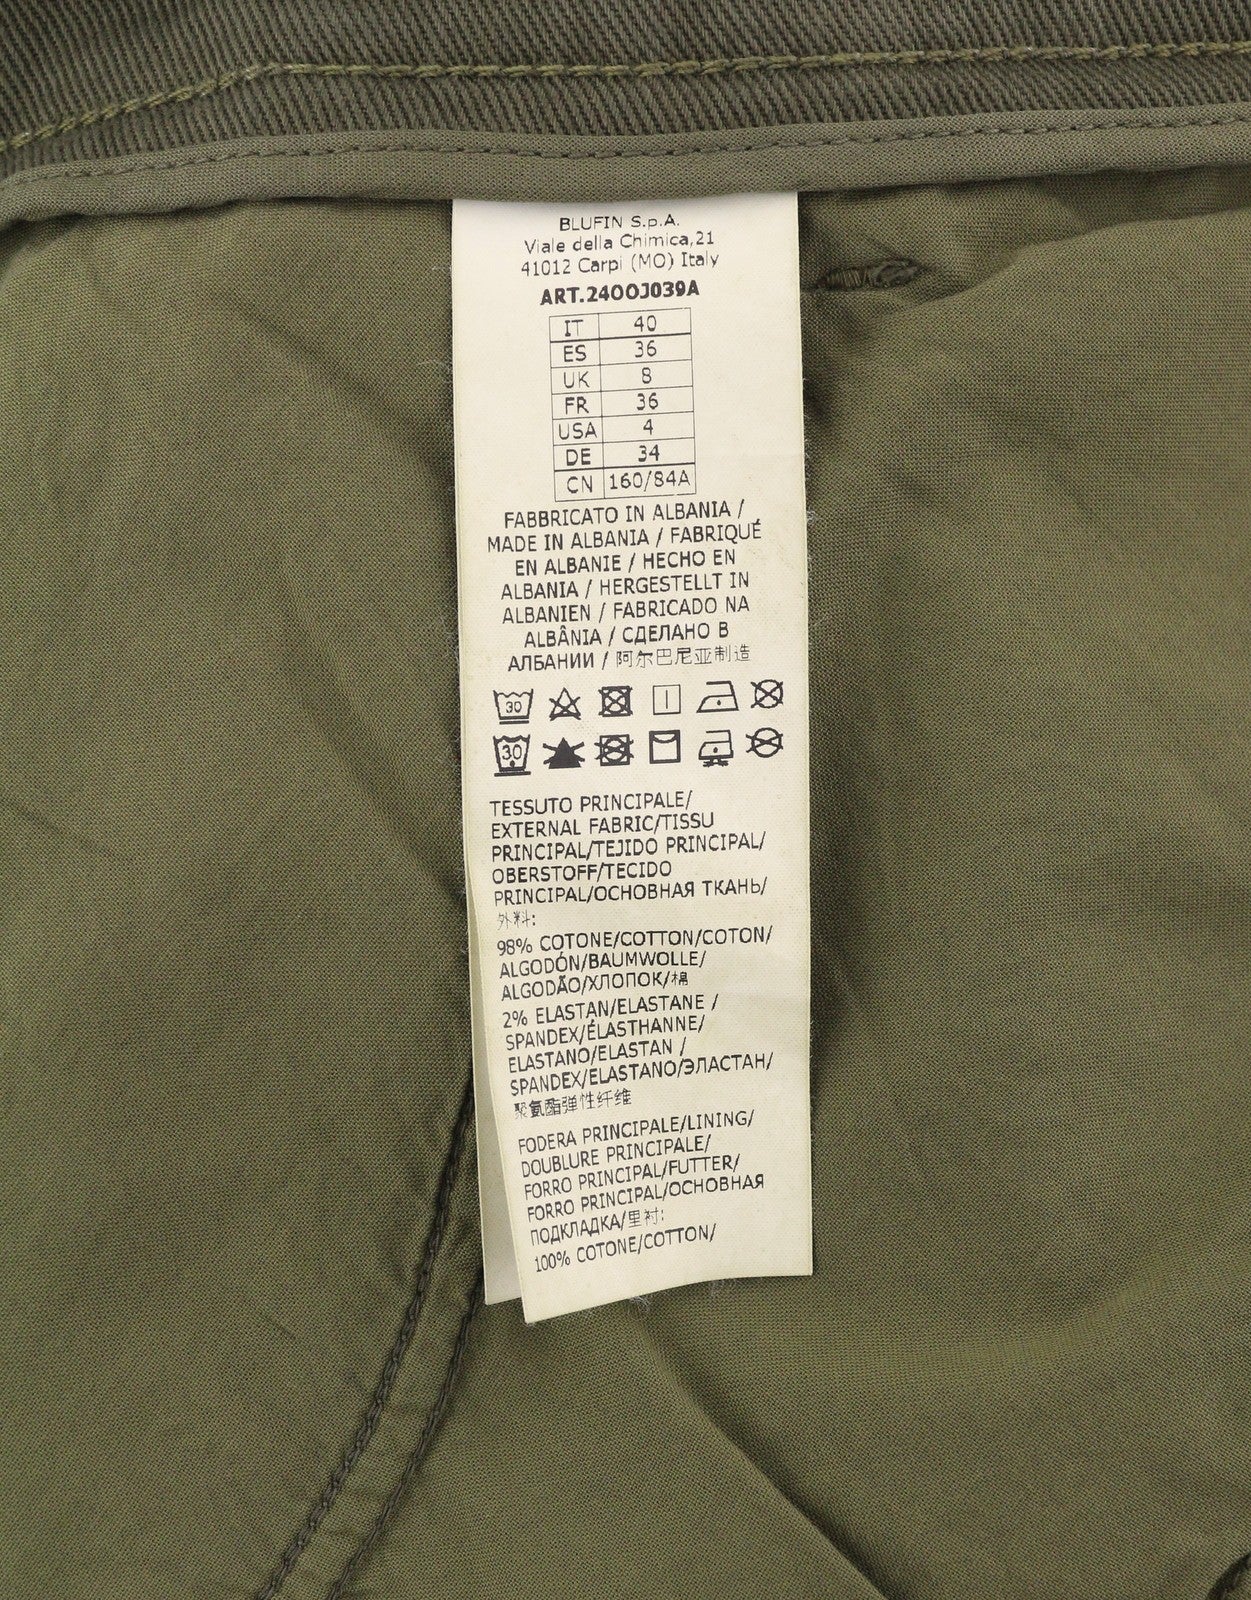 BLUFIN S.p.A.
Viale della Chimica,21
41012 Carpi (MO) Italy
ART.2400J039A
IT 40
ES 36
UK 8
FR 36
USA 4
DE 34
CN 160/84A
FABBRICATO IN ALBANIA /
MADE IN ALBANIA / FABRIQUÉ
EN ALBANIE / HECHO EN
ALBANIA / HERGESTELLT IN
ALBANIEN / FABRICADO NA
ALBÂNIA / СДЕЛАНО В
АЛБАНИИ / 阿尔巴尼亚制造
30
30
TESSUTO PRINCIPALE/
EXTERNAL FABRIC/TISSU
PRINCIPAL/TEJIDO PRINCIPAL/
OBERSTOFF/TECIDO
PRINCIPAL/ОСНОВНАЯ ТКАНЬ/
外料:
98% COTONE/COTTON/COTON/
ALGODÓN/BAUMWOLLE/
ALGODÃO/ХЛОПОК/棉
2% ELASTAN/ELASTANE /
SPANDEX/ÉLASTHANNE/
ELASTANO/ELASTAN /
SPANDEX/ELASTANO/ЭЛАСТАН/
聚氨酯弹性纤维
FODERA PRINCIPALE/LINING/
DOUBLURE PRINCIPALE/
FORRO PRINCIPAL/FUTTER/
FORRO PRINCIPAL/ОСНОВНАЯ
ПОДКЛАДКА/里衬:
100% COTONE/COTTON/